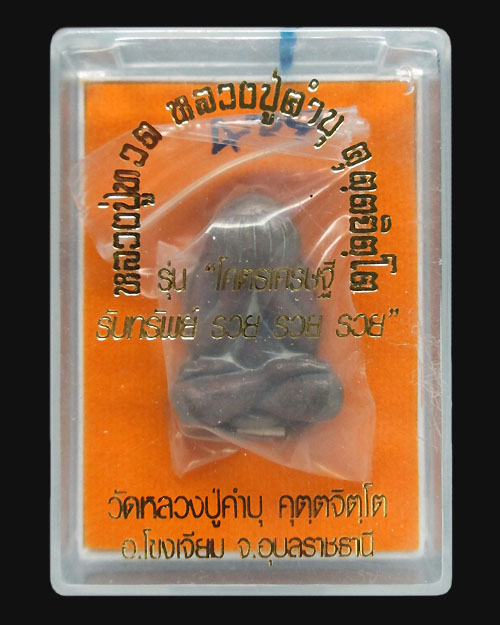 หลวงปู่ทวด หลวงปู่คำบุ คุตฺตจิตฺโต
รุ่น "โคตรเศรษฐี
รับทรัพย์ รวย รวย รวย"
วัดหลวงปู่คำบุ คุตฺตจิตฺโต
อ.โขงเจียม จ.อุบลราชธานี